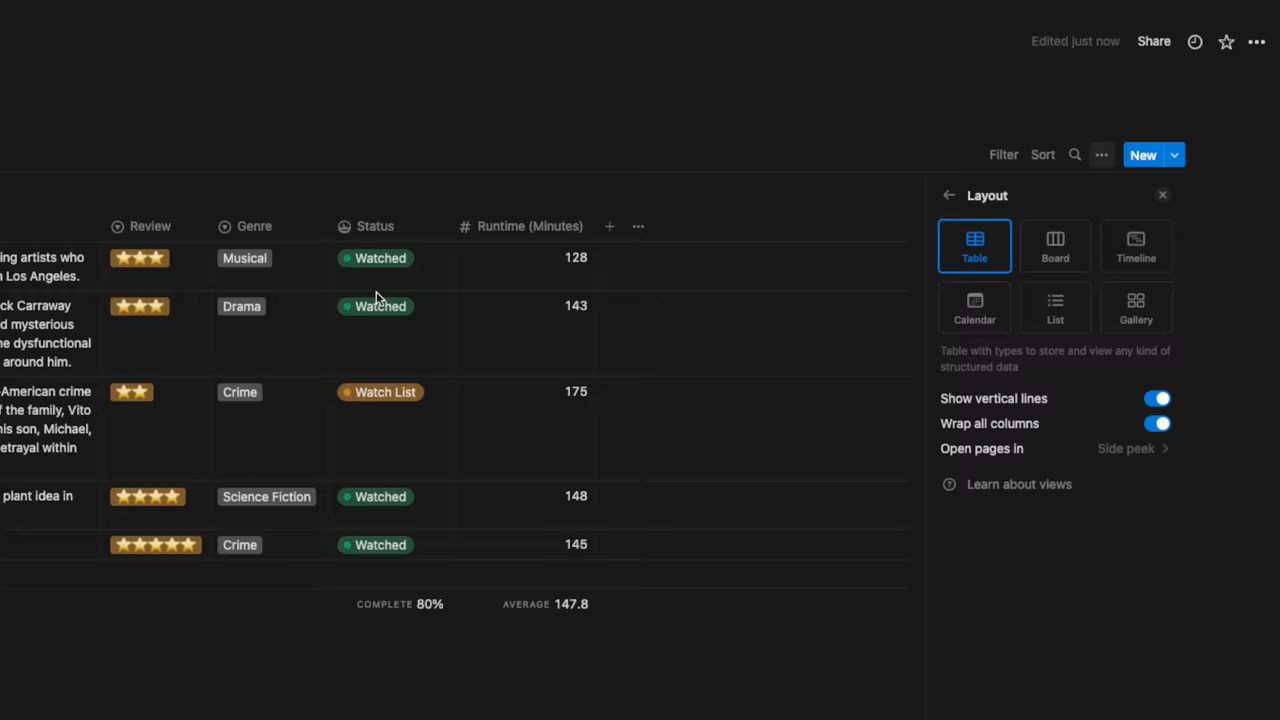 Edited just now Share
Filter Sort New
Layout
Review Genre Status # Runtime (Minutes)
ing artists who
n Los Angeles.
Musical Watched 128
ck Carraway
d mysterious
ne dysfunctional
around him.
Drama Watched 143
-American crime
f the family, Vito
his son, Michael,
etrayal within
Crime Watch List 175
plant idea in
Science Fiction Watched 148
Crime Watched 145
COMPLETE 80% AVERAGE 147.8
Table Board Timeline
Calendar List Gallery
Table with types to store and view any kind of
structured data
Show vertical lines
Wrap all columns
Open pages in Side peek
Learn about views